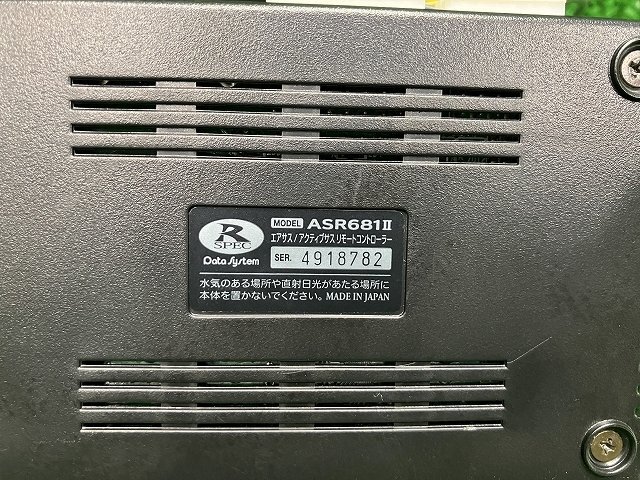 R SPEC
Data System
MODEL ASR681II
エアサス/アクティブサス リモートコントローラー
SER. 4918782
水気のある場所や直射日光があたる場所に
本体を置かないでください。 MADE IN JAPAN